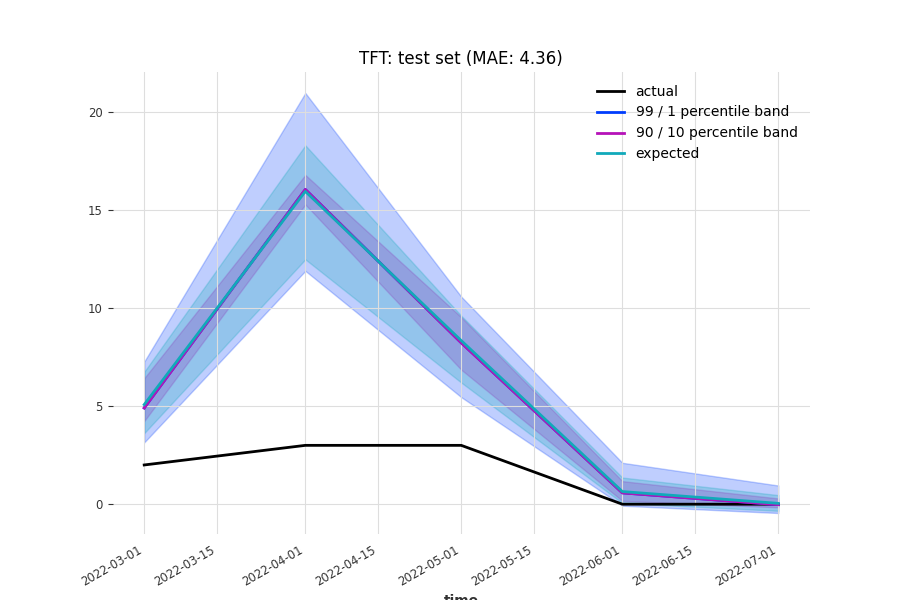 TFT: test set (MAE: 4.36)
actual
99 / 1 percentile band
90 / 10 percentile band
expected
20
15
10
5
0
2022-03-01
2022-03-15
2022-04-01
2022-04-15
2022-05-01
2022-05-15
2022-06-01
2022-06-15
2022-07-01
time